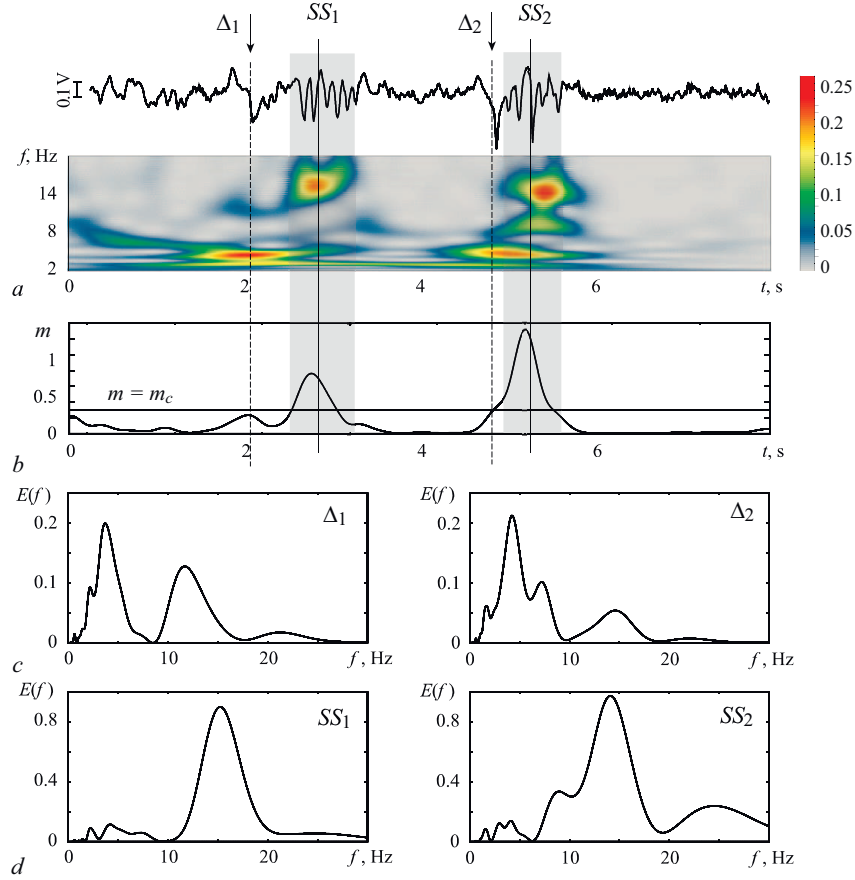 Δ1 SS1 Δ2 SS2
0.1 V
0.25
0.2
0.15
0.1
0.05
0
f, Hz
14
8
2
a 0 2 4 6 t, s
m
1
0.5
0
m = mc
b 0 2 4 6 t, s
E(f) Δ1
0.2
0.1
0
c 0 10 20 f, Hz
E(f) Δ2
0.2
0.1
0
0 10 20 f, Hz
E(f) SS1
0.8
0.4
0
d 0 10 20 f, Hz
E(f) SS2
0.8
0.4
0
0 10 20 f, Hz